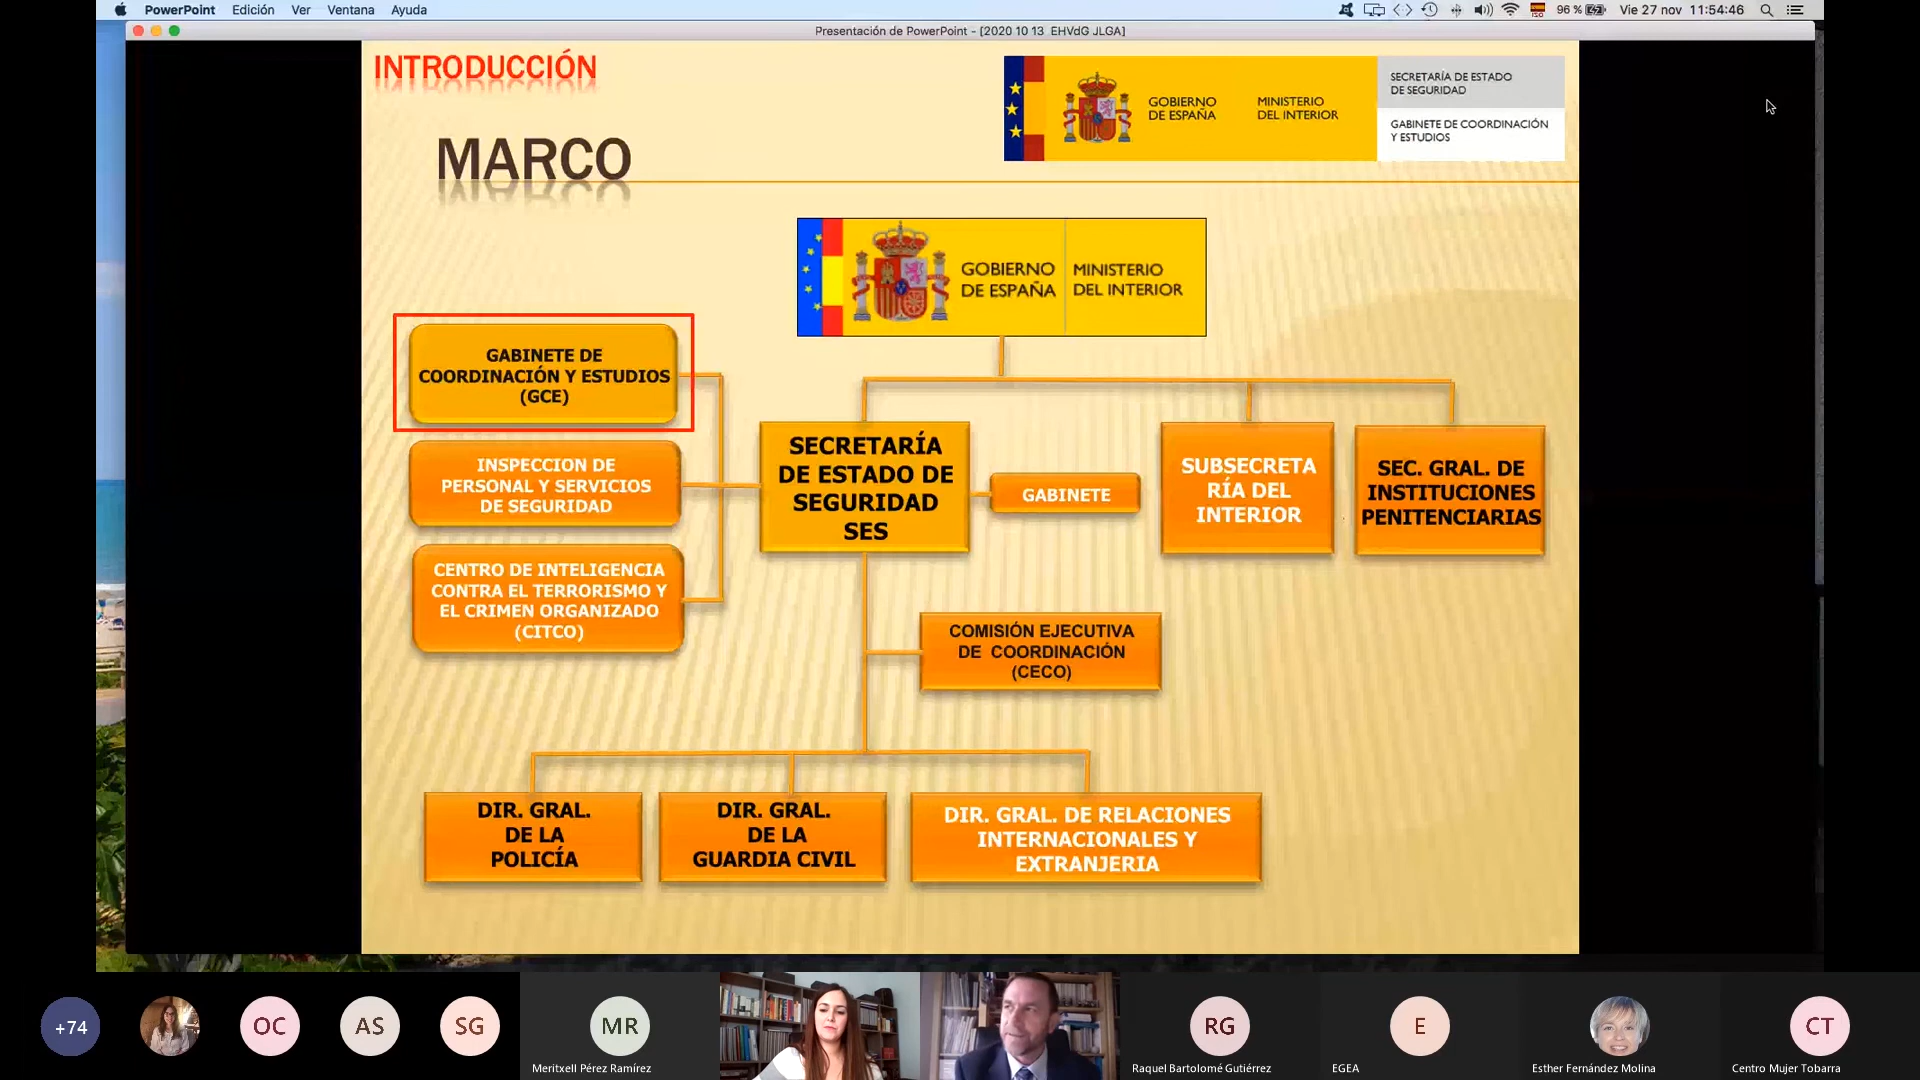 PowerPoint Edición Ver Ventana Ayuda
ISO 96 % Vie 27 nov 11:54:46
Presentación de PowerPoint - [2020 10 13 EHVdG JLGA]
INTRODUCCIÓN
MARCO
GOBIERNO
DE ESPAÑA
MINISTERIO
DEL INTERIOR
SECRETARÍA DE ESTADO
DE SEGURIDAD
GABINETE DE COORDINACIÓN
Y ESTUDIOS
GOBIERNO
DE ESPAÑA
MINISTERIO
DEL INTERIOR
GABINETE DE
COORDINACIÓN Y ESTUDIOS
(GCE)
INSPECCION DE
PERSONAL Y SERVICIOS
DE SEGURIDAD
CENTRO DE INTELIGENCIA
CONTRA EL TERRORISMO Y
EL CRIMEN ORGANIZADO
(CITCO)
SECRETARÍA
DE ESTADO DE
SEGURIDAD
SES
GABINETE
SUBSECRETA
RÍA DEL
INTERIOR
SEC. GRAL. DE
INSTITUCIONES
PENITENCIARIAS
COMISIÓN EJECUTIVA
DE COORDINACIÓN
(CECO)
DIR. GRAL.
DE LA
POLICÍA
DIR. GRAL.
DE LA
GUARDIA CIVIL
DIR. GRAL. DE RELACIONES
INTERNACIONALES Y
EXTRANJERIA
+74
OC
AS
SG
MR
Meritxell Pérez Ramírez
RG
Raquel Bartolomé Gutiérrez
E
EGEA
Esther Fernández Molina
CT
Centro Mujer Tobarra